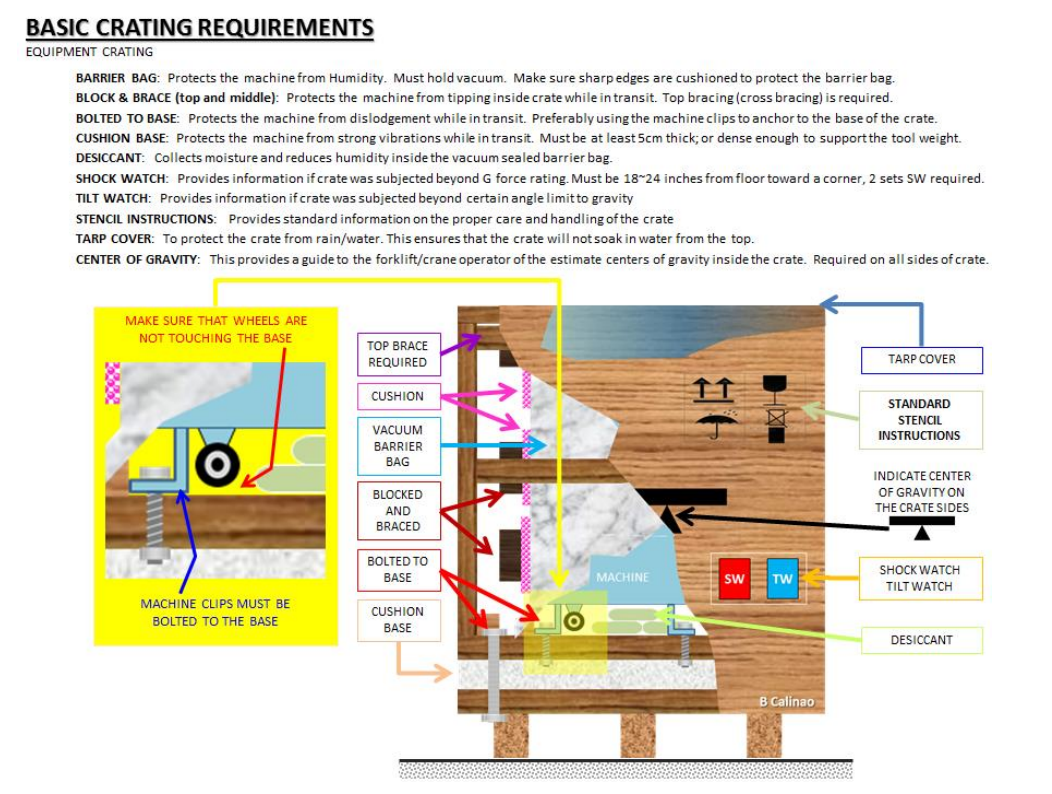 BASIC CRATING REQUIREMENTS
EQUIPMENT CRATING
BARRIER BAG: Protects the machine from Humidity. Must hold vacuum. Make sure sharp edges are cushioned to protect the barrier bag.
BLOCK & BRACE (top and middle): Protects the machine from tipping inside crate while in transit. Top bracing (cross bracing) is required.
BOLTED TO BASE: Protects the machine from dislodgement while in transit. Preferably using the machine clips to anchor to the base of the crate.
CUSHION BASE: Protects the machine from strong vibrations while in transit. Must be at least 5cm thick; or dense enough to support the tool weight.
DESICCANT: Collects moisture and reduces humidity inside the vacuum sealed barrier bag.
SHOCK WATCH: Provides information if crate was subjected beyond G force rating. Must be 18~24 inches from floor toward a corner, 2 sets SW required.
TILT WATCH: Provides information if crate was subjected beyond certain angle limit to gravity
STENCIL INSTRUCTIONS: Provides standard information on the proper care and handling of the crate
TARP COVER: To protect the crate from rain/water. This ensures that the crate will not soak in water from the top.
CENTER OF GRAVITY: This provides a guide to the forklift/crane operator of the estimate centers of gravity inside the crate. Required on all sides of crate.
MAKE SURE THAT WHEELS ARE
NOT TOUCHING THE BASE
MACHINE CLIPS MUST BE
BOLTED TO THE BASE
TOP BRACE
REQUIRED
CUSHION
VACUUM
BARRIER
BAG
BLOCKED
AND
BRACED
BOLTED TO
BASE
CUSHION
BASE
MACHINE
SW
TW
B Calinao
TARP COVER
STANDARD
STENCIL
INSTRUCTIONS
INDICATE CENTER
OF GRAVITY ON
THE CRATE SIDES
SHOCK WATCH
TILT WATCH
DESICCANT